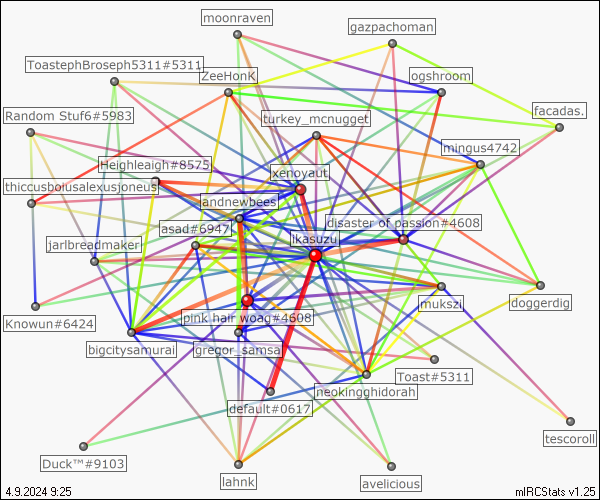 moonraven
gazpachoman
ToastephBroseph5311#5311
ZeeHonK
ogshroom
Random Stuf6#5983
turkey_mcnugget
facadas.
mingus4742
Heighleigh#8575
xenoyaut
thiccusboiusalexusjoneus
andnewbees
disaster of passion#4608
asad#6947
ikasuzu
jarlbreadmaker
Knowun#6424
pink hair woag#4608
jmukszi
doggerdig
bigcitysamurai
gregor_samsa
Toast#5311
neokingghidorah
default#0617
tescoroll
Duck™#9103
lahnk
avelicious
4.9.2024 9:25
mIRCStats v1.25